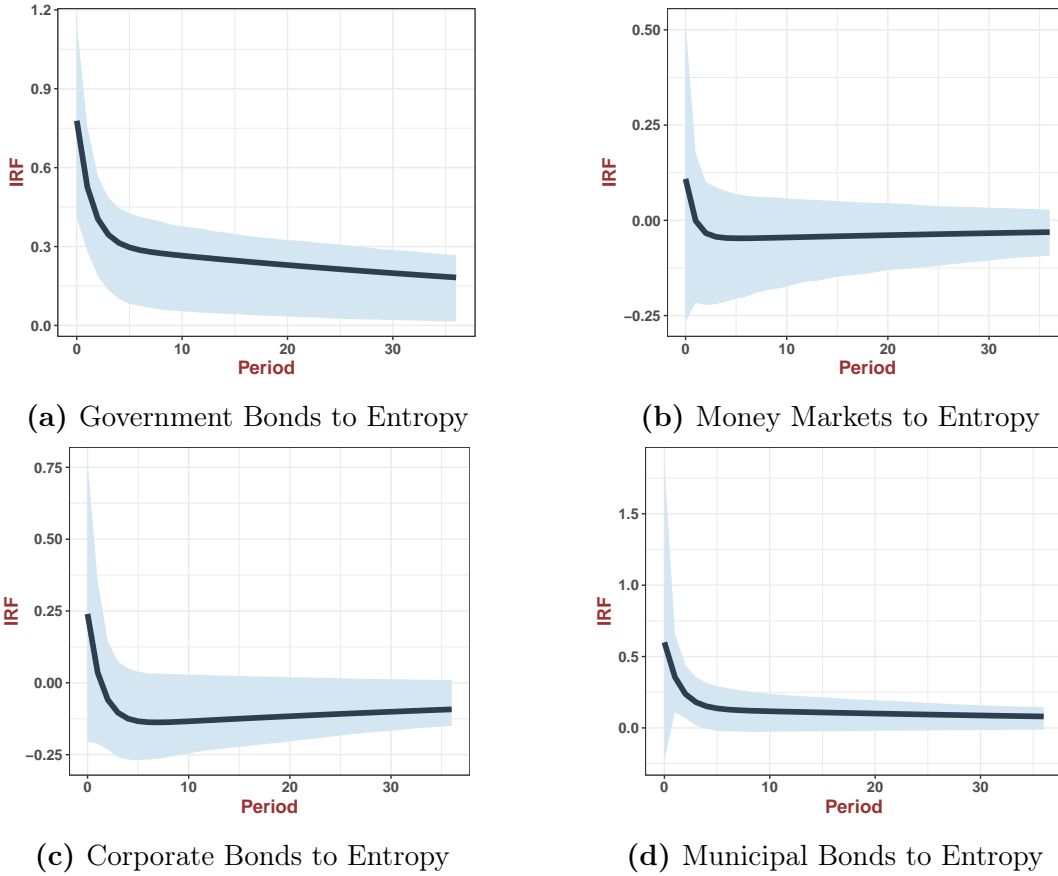 1.2
0.9
0.6
0.3
0.0
IRF
0 10 20 30
Period
(a) Government Bonds to Entropy
0.50
0.25
0.00
−0.25
IRF
0 10 20 30
Period
(b) Money Markets to Entropy
0.75
0.50
0.25
0.00
−0.25
IRF
0 10 20 30
Period
(c) Corporate Bonds to Entropy
1.5
1.0
0.5
0.0
IRF
0 10 20 30
Period
(d) Municipal Bonds to Entropy